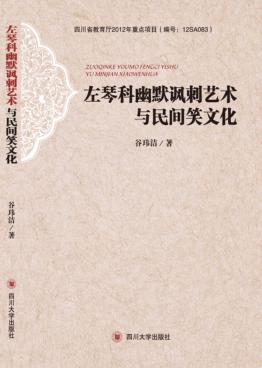 左琴科幽默讽刺艺术与民间笑文化
谷玮洁 / 著
四川大学出版社
四川省教育厅2012年重点项目（编号：12SA083）
ZUOQINKE YOUMO FENGCI YISHU
YU MINJIAN XIAOWENHUA
左琴科幽默讽刺艺术
与民间笑文化
谷玮洁 / 著
四川大学出版社